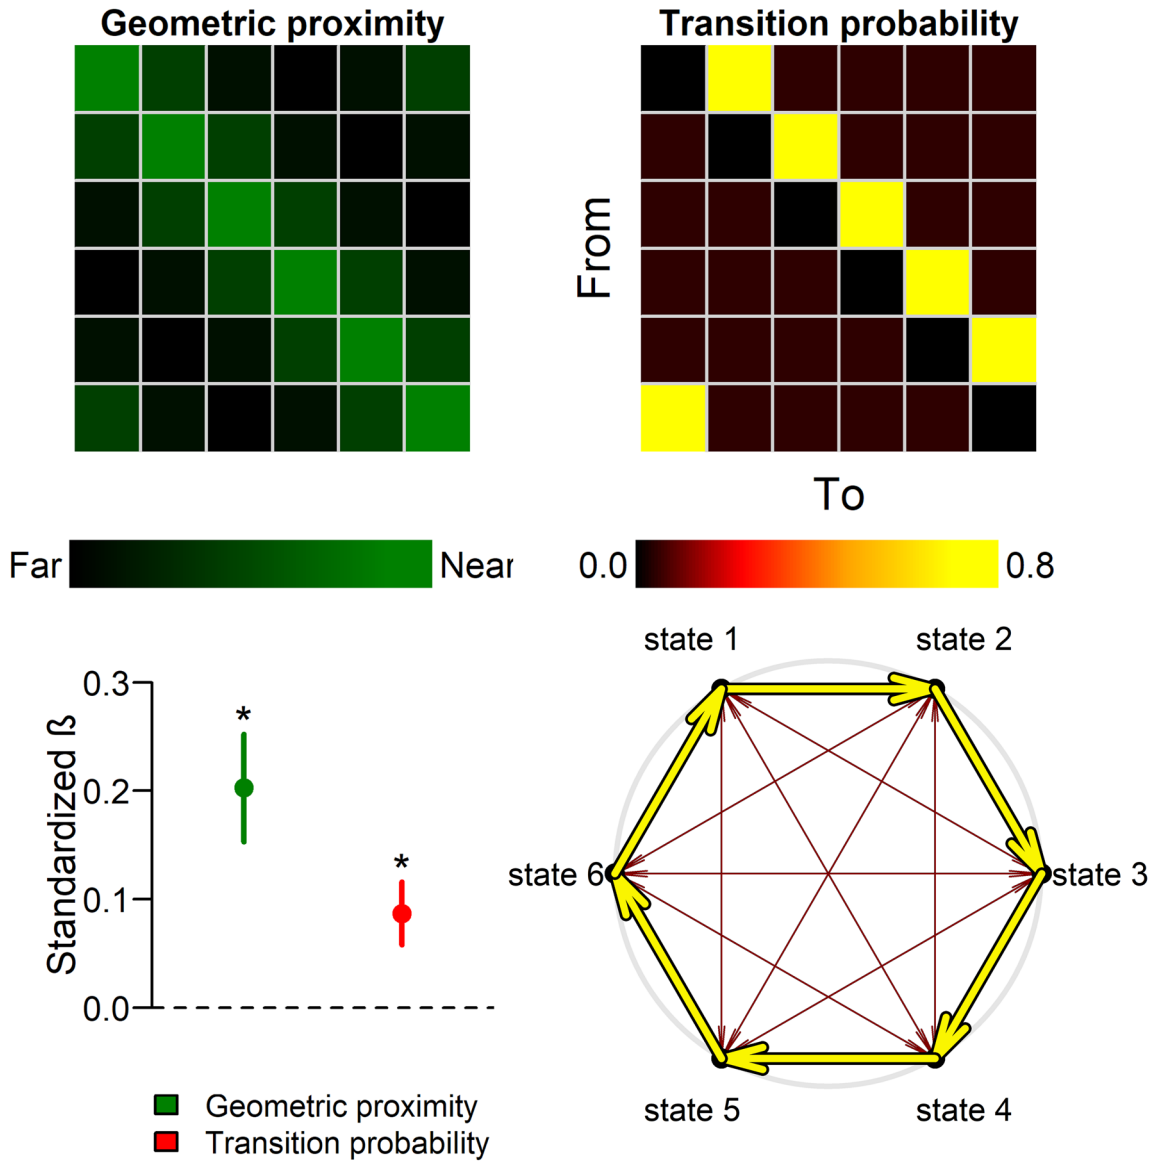 Geometric proximity
Transition probability
From
To
Far
Near
0.0
0.8
state 1
state 2
0.3
*
Standardized ß
0.2
*
state 6
state 3
0.1
0.0
state 5
state 4
Geometric proximity
Transition probability